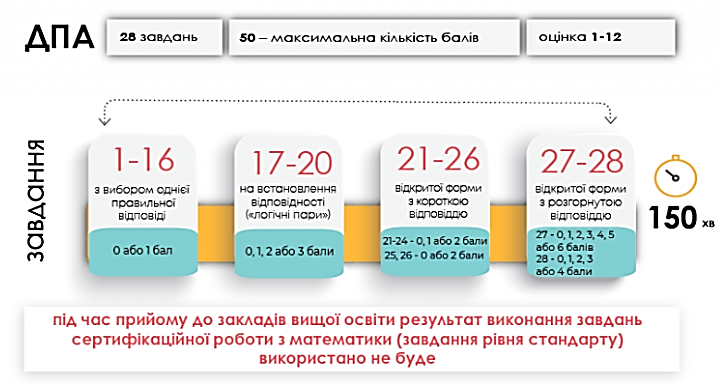 ДПА
28 завдань
50 – максимальна кількість балів
оцінка 1-12
завдання
1-16
з вибором однієї
правильної
відповіді
0 або 1 бал
17-20
на встановлення
відповідності
(«логічні пари»)
0, 1, 2 або 3 бали
21-26
відкритої форми
з короткою
відповіддю
21-24 - 0, 1 або 2 бали
25, 26 - 0 або 2 бали
27-28
відкритої форми
з розгорнутою
відповіддю
27 - 0, 1, 2, 3, 4, 5
або 6 балів
28 - 0, 1, 2, 3
або 4 бали
150 хв
під час прийому до закладів вищої освіти результат виконання завдань
сертифікаційної роботи з математики (завдання рівня стандарту)
використано не буде